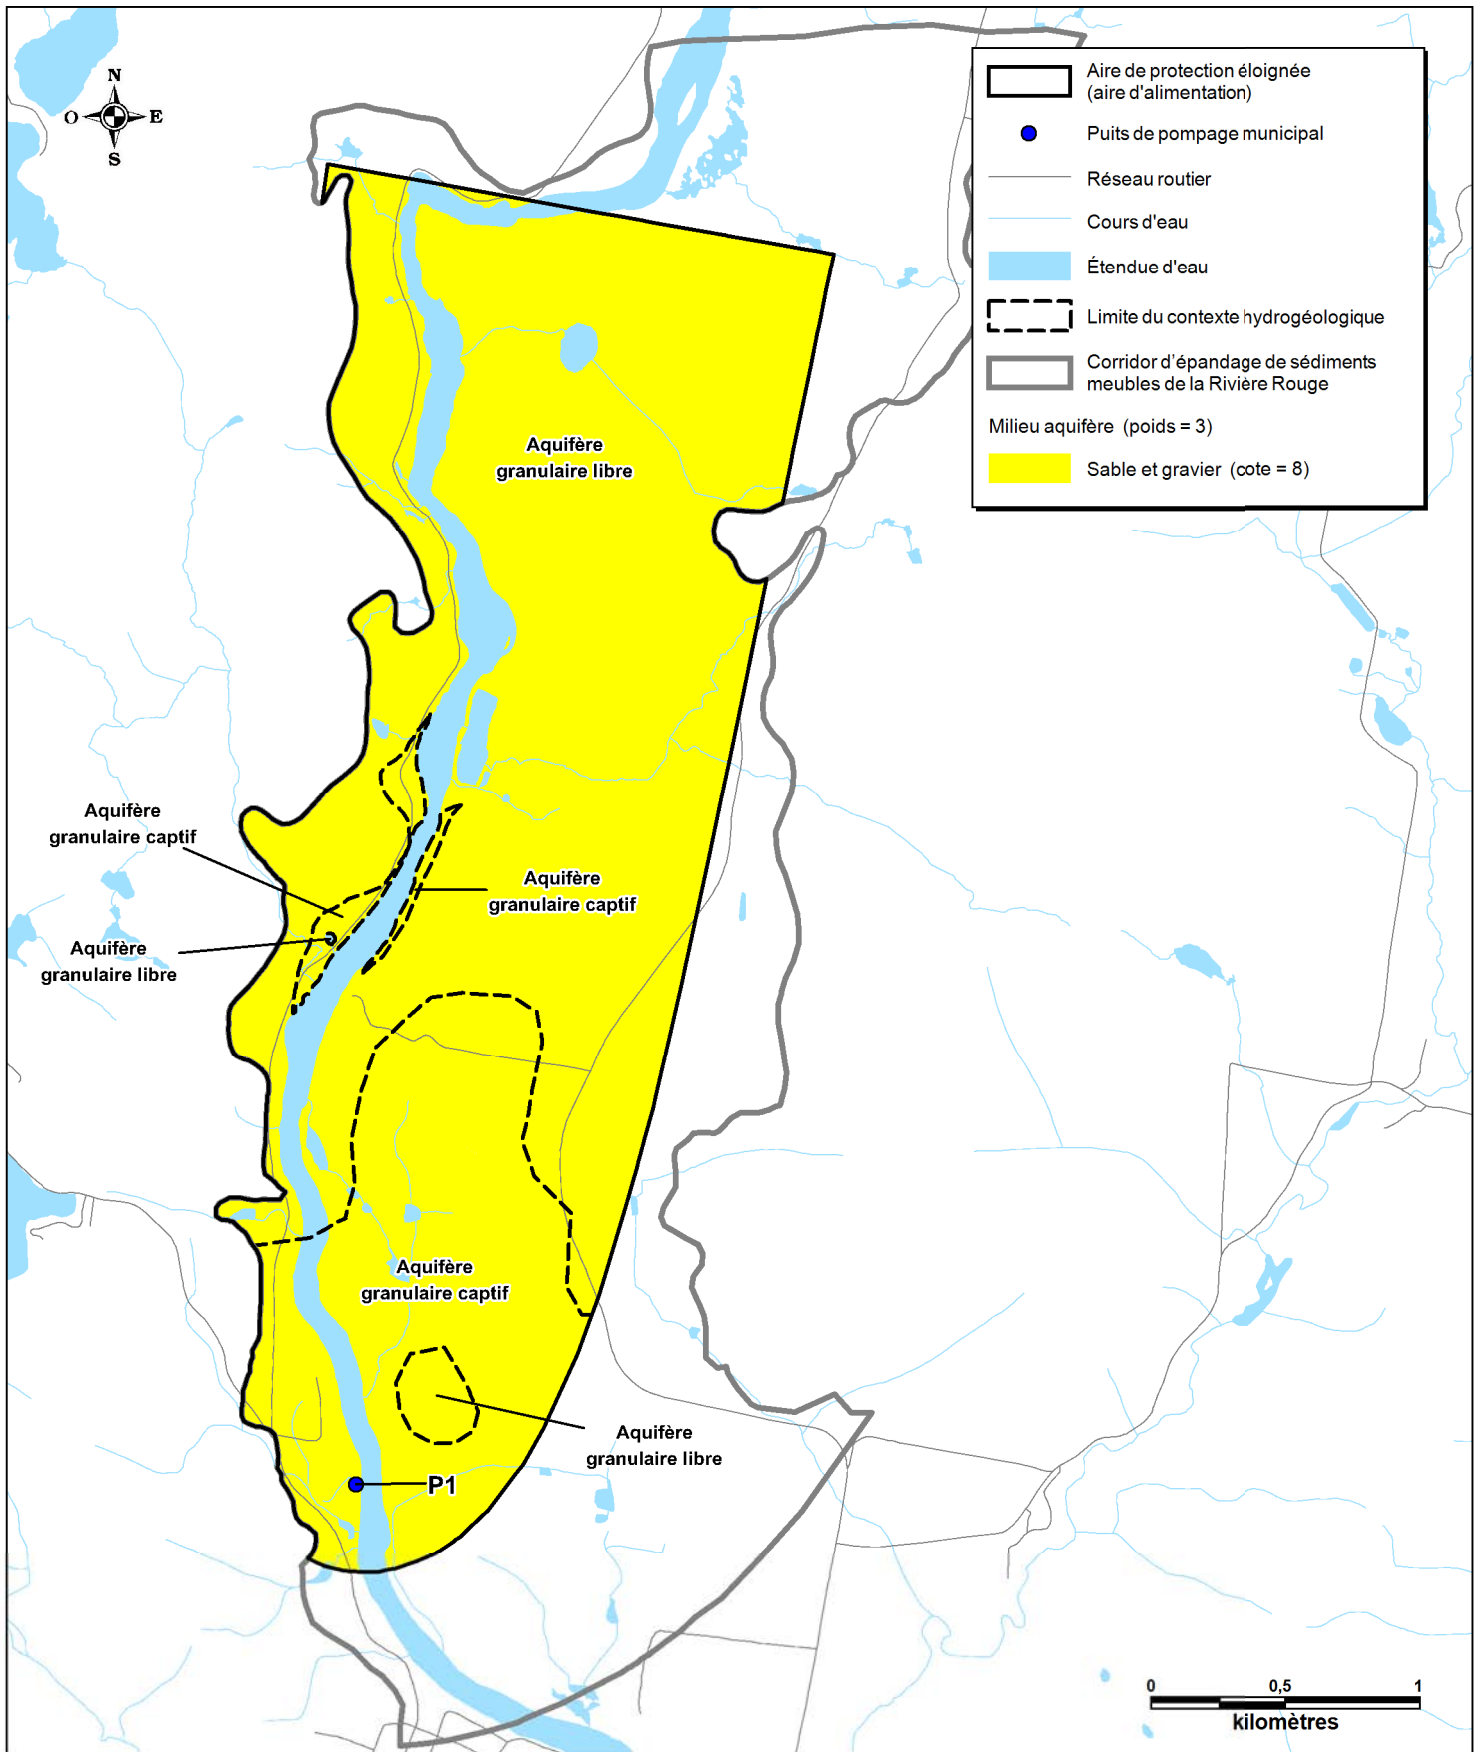 N
O
E
S
Aire de protection éloignée
(aire d'alimentation)
Puits de pompage municipal
Réseau routier
Cours d'eau
Étendue d'eau
Limite du contexte hydrogéologique
Corridor d'épandage de sédiments
meubles de la Rivière Rouge
Milieu aquifère (poids = 3)
Sable et gravier (cote = 8)
Aquifère
granulaire libre
Aquifère
granulaire captif
Aquifère
granulaire captif
Aquifère
granulaire libre
Aquifère
granulaire captif
Aquifère
granulaire libre
P1
0 0,5 1
kilomètres